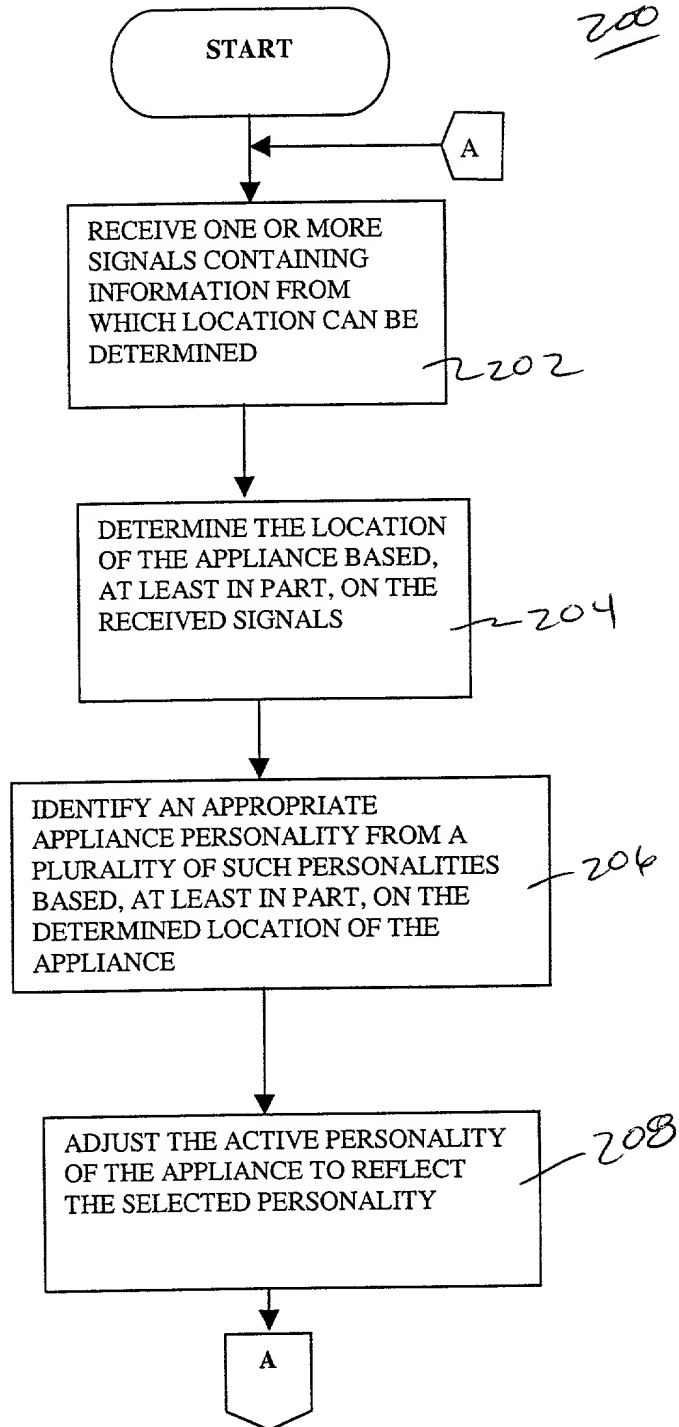 200
START
A
RECEIVE ONE OR MORE
SIGNALS CONTAINING
INFORMATION FROM
WHICH LOCATION CAN BE
DETERMINED
202
DETERMINE THE LOCATION
OF THE APPLIANCE BASED,
AT LEAST IN PART, ON THE
RECEIVED SIGNALS
204
IDENTIFY AN APPROPRIATE
APPLIANCE PERSONALITY FROM A
PLURALITY OF SUCH PERSONALITIES
BASED, AT LEAST IN PART, ON THE
DETERMINED LOCATION OF THE
APPLIANCE
206
ADJUST THE ACTIVE PERSONALITY
OF THE APPLIANCE TO REFLECT
THE SELECTED PERSONALITY
208
A